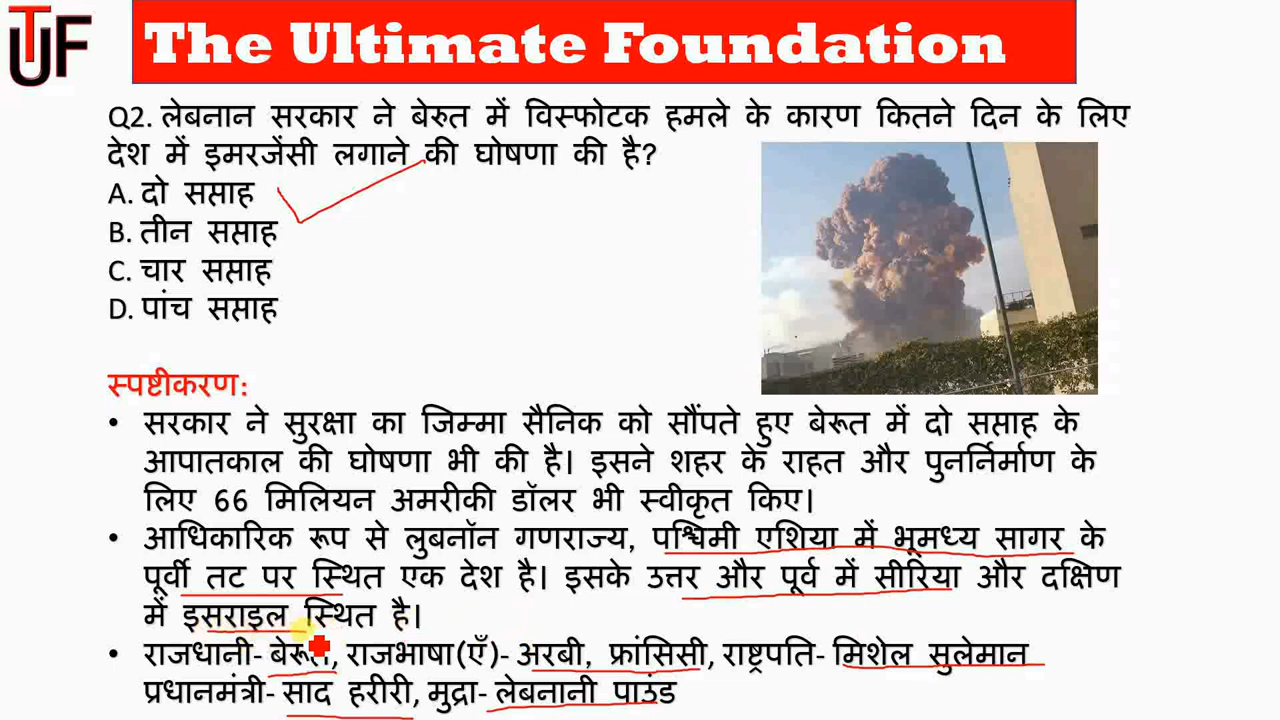 TUF
The Ultimate Foundation
Q2. लेबनान सरकार ने बेरुत में विस्फोटक हमले के कारण कितने दिन के लिए
देश में इमरजेंसी लगाने की घोषणा की है?
A. दो सप्ताह
B. तीन सप्ताह
C. चार सप्ताह
D. पांच सप्ताह
स्पष्टीकरण:
• सरकार ने सुरक्षा का जिम्मा सैनिक को सौंपते हुए बेरूत में दो सप्ताह के
आपातकाल की घोषणा भी की है। इसने शहर के राहत और पुनर्निर्माण के
लिए 66 मिलियन अमरीकी डॉलर भी स्वीकृत किए।
• आधिकारिक रूप से लुबनॉन गणराज्य, पश्चिमी एशिया में भूमध्य सागर के
पूर्वी तट पर स्थित एक देश है। इसके उत्तर और पूर्व में सीरिया और दक्षिण
में इसराइल स्थित है।
• राजधानी- बेरूत, राजभाषा(एँ)- अरबी, फ्रांसिसी, राष्ट्रपति- मिशेल सुलेमान
प्रधानमंत्री- साद हरीरी, मुद्रा- लेबनानी पाउंड